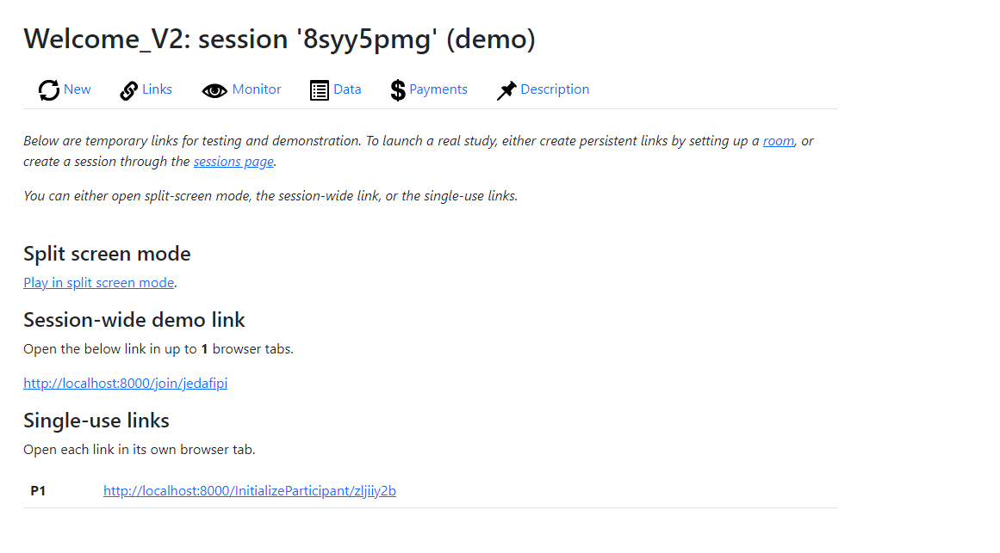 Welcome_V2: session '8syy5pmg' (demo)
New Links Monitor Data Payments Description
Below are temporary links for testing and demonstration. To launch a real study, either create persistent links by setting up a room, or
create a session through the sessions page.
You can either open split-screen mode, the session-wide link, or the single-use links.
Split screen mode
Play in split screen mode.
Session-wide demo link
Open the below link in up to 1 browser tabs.
http://localhost:8000/join/jedafipi
Single-use links
Open each link in its own browser tab.
P1 http://localhost:8000/InitializeParticipant/zljiiy2b